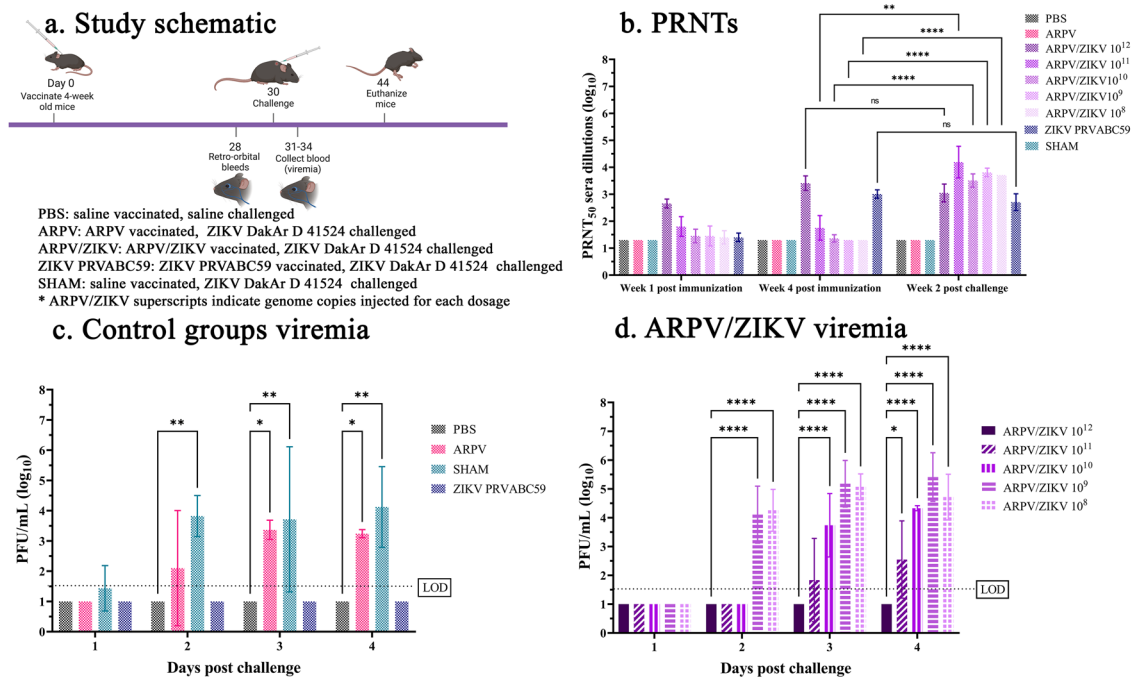 a. Study schematic
Day 0
Vaccinate 4-week
old mice
30
Challenge
44
Euthanize
mice
28
Retro-orbital
bleeds
31-34
Collect blood
(viremia)
PBS: saline vaccinated, saline challenged
ARPV: ARPV vaccinated, ZIKV DakAr D 41524 challenged
ARPV/ZIKV: ARPV/ZIKV vaccinated, ZIKV DakAr D 41524 challenged
ZIKV PRVABC59: ZIKV PRVABC59 vaccinated, ZIKV DakAr D 41524 challenged
SHAM: saline vaccinated, ZIKV DakAr D 41524 challenged
* ARPV/ZIKV superscripts indicate genome copies injected for each dosage
b. PRNTs
PRNT50 sera dillutions (log10)
8
7
6
5
4
3
2
1
0
**
****
****
****
ns
ns
Week 1 post immunization
Week 4 post immunization
Week 2 post challenge
PBS
ARPV
ARPV/ZIKV 10¹²
ARPV/ZIKV 10¹¹
ARPV/ZIKV10¹⁰
ARPV/ZIKV10⁹
ARPV/ZIKV 10⁸
ZIKV PRVABC59
SHAM
c. Control groups viremia
PFU/mL (log10)
8
7
6
5
4
3
2
1
0
**
**
*
**
*
LOD
1
2
3
4
Days post challenge
PBS
ARPV
SHAM
ZIKV PRVABC59
d. ARPV/ZIKV viremia
PFU/mL (log10)
8
7
6
5
4
3
2
1
0
****
****
****
****
****
****
****
****
*
LOD
1
2
3
4
Days post challenge
ARPV/ZIKV 10¹²
ARPV/ZIKV 10¹¹
ARPV/ZIKV 10¹⁰
ARPV/ZIKV 10⁹
ARPV/ZIKV 10⁸